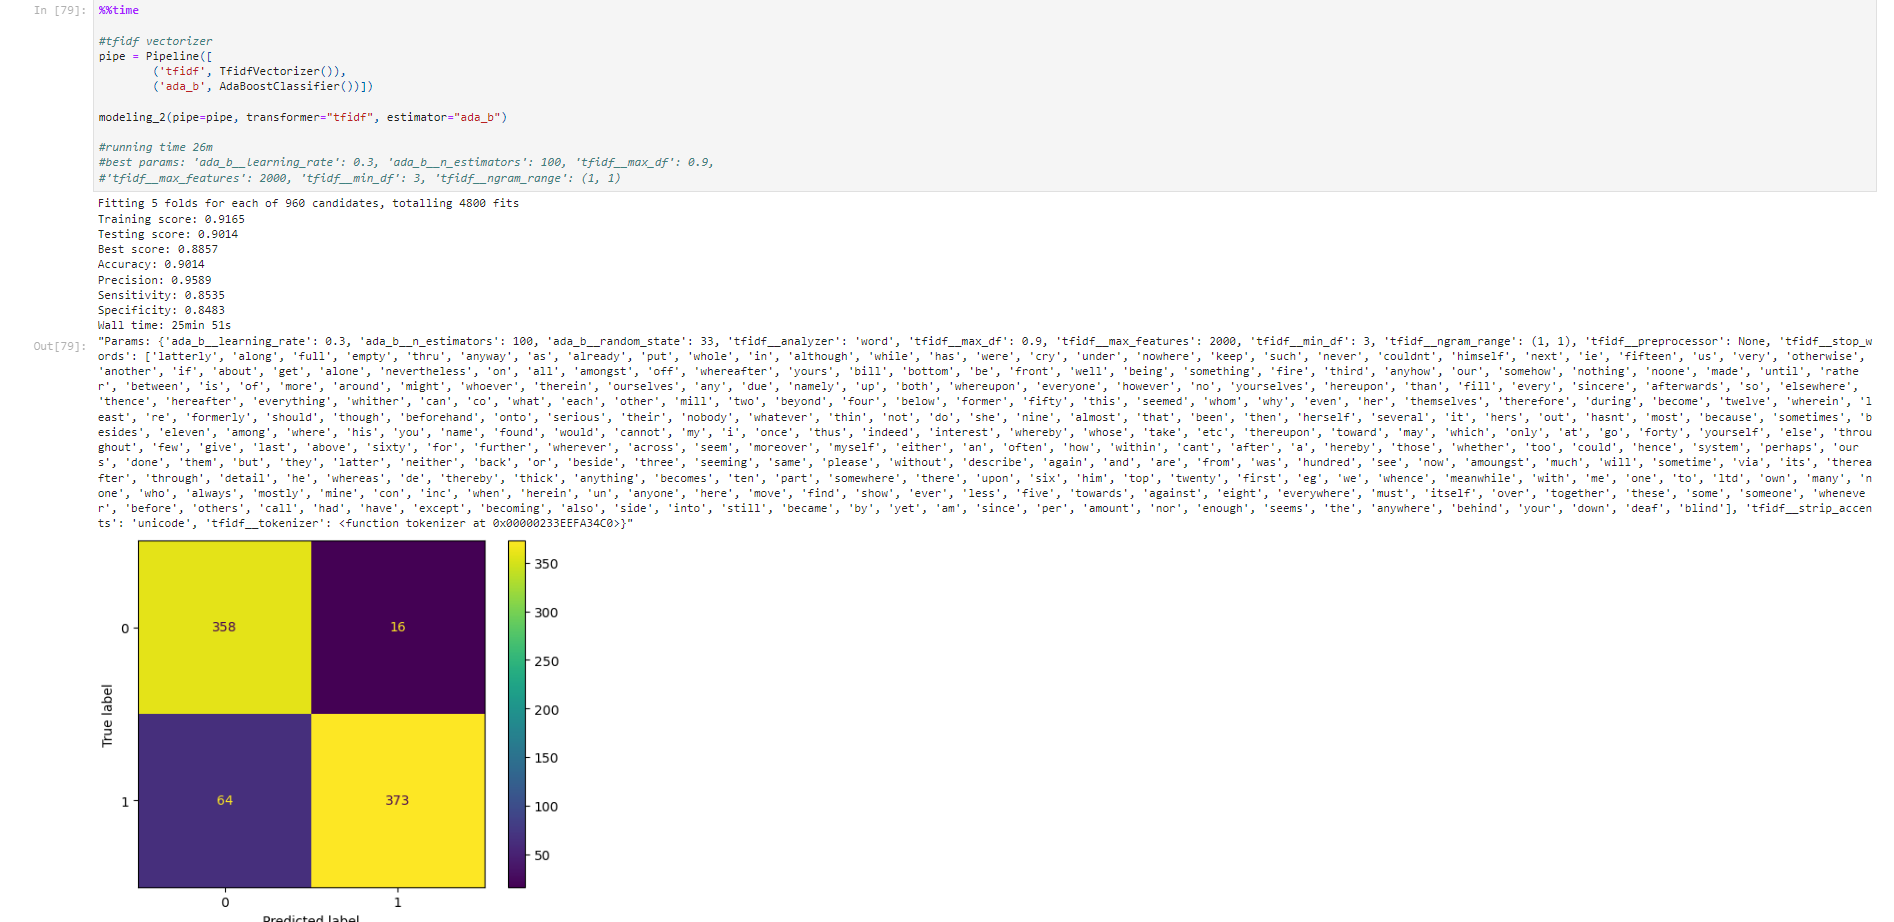 In [79]:
%%time
#tfidf vectorizer
pipe = Pipeline([
('tfidf', TfidfVectorizer()),
('ada_b', AdaBoostClassifier())])
modeling_2(pipe=pipe, transformer="tfidf", estimator="ada_b")
#running time 26m
#best params: 'ada_b__learning_rate': 0.3, 'ada_b__n_estimators': 100, 'tfidf__max_df': 0.9,
#'tfidf__max_features': 2000, 'tfidf__min_df': 3, 'tfidf__ngram_range': (1, 1)
Fitting 5 folds for each of 960 candidates, totalling 4800 fits
Training score: 0.9165
Testing score: 0.9014
Best score: 0.8857
Accuracy: 0.9014
Precision: 0.9589
Sensitivity: 0.8535
Specificity: 0.8483
Wall time: 25min 51s
Out[79]:
"Params: {'ada_b__learning_rate': 0.3, 'ada_b__n_estimators': 100, 'ada_b__random_state': 33, 'tfidf__analyzer': 'word', 'tfidf__max_df': 0.9, 'tfidf__max_features': 2000, 'tfidf__min_df': 3, 'tfidf__ngram_range': (1, 1), 'tfidf__preprocessor': None, 'tfidf__stop_w
ords': ['latterly', 'along', 'full', 'empty', 'thru', 'anyway', 'as', 'already', 'put', 'whole', 'in', 'although', 'while', 'has', 'were', 'cry', 'under', 'nowhere', 'keep', 'such', 'never', 'couldnt', 'himself', 'next', 'ie', 'fifteen', 'us', 'very', 'otherwise',
'another', 'if', 'about', 'get', 'alone', 'nevertheless', 'on', 'all', 'amongst', 'off', 'whereafter', 'yours', 'bill', 'bottom', 'be', 'front', 'well', 'being', 'something', 'fire', 'third', 'anyhow', 'our', 'somehow', 'nothing', 'noone', 'made', 'until', 'rathe
r', 'between', 'is', 'of', 'more', 'around', 'might', 'whoever', 'therein', 'ourselves', 'any', 'due', 'namely', 'up', 'both', 'whereupon', 'everyone', 'however', 'no', 'yourselves', 'hereupon', 'than', 'fill', 'every', 'sincere', 'afterwards', 'so', 'elsewhere',
'thence', 'hereafter', 'everything', 'whither', 'can', 'co', 'what', 'each', 'other', 'mill', 'two', 'beyond', 'four', 'below', 'former', 'fifty', 'this', 'seemed', 'whom', 'why', 'even', 'her', 'themselves', 'therefore', 'during', 'become', 'twelve', 'wherein', 'l
east', 're', 'formerly', 'should', 'though', 'beforehand', 'onto', 'serious', 'their', 'nobody', 'whatever', 'thin', 'not', 'do', 'she', 'nine', 'almost', 'that', 'been', 'then', 'herself', 'several', 'it', 'hers', 'out', 'hasnt', 'most', 'because', 'sometimes', 'b
esides', 'eleven', 'among', 'where', 'his', 'you', 'name', 'found', 'would', 'cannot', 'my', 'i', 'once', 'thus', 'indeed', 'interest', 'whereby', 'whose', 'take', 'etc', 'thereupon', 'toward', 'may', 'which', 'only', 'at', 'go', 'forty', 'yourself', 'else', 'throu
ghout', 'few', 'give', 'last', 'above', 'sixty', 'for', 'further', 'wherever', 'across', 'seem', 'moreover', 'myself', 'either', 'an', 'often', 'how', 'within', 'cant', 'after', 'a', 'hereby', 'those', 'whether', 'too', 'could', 'hence', 'system', 'perhaps', 'our
s', 'done', 'them', 'but', 'they', 'latter', 'neither', 'back', 'or', 'beside', 'three', 'seeming', 'same', 'please', 'without', 'describe', 'again', 'and', 'are', 'from', 'was', 'hundred', 'see', 'now', 'amoungst', 'much', 'will', 'sometime', 'via', 'its', 'therea
fter', 'through', 'detail', 'he', 'whereas', 'de', 'thereby', 'thick', 'anything', 'becomes', 'ten', 'part', 'somewhere', 'there', 'upon', 'six', 'him', 'top', 'twenty', 'first', 'eg', 'we', 'whence', 'meanwhile', 'with', 'me', 'one', 'to', 'ltd', 'own', 'many', 'n
one', 'who', 'always', 'mostly', 'mine', 'con', 'inc', 'when', 'herein', 'un', 'anyone', 'here', 'move', 'find', 'show', 'ever', 'less', 'five', 'towards', 'against', 'eight', 'everywhere', 'must', 'itself', 'over', 'together', 'these', 'some', 'someone', 'wheneve
r', 'before', 'others', 'call', 'had', 'have', 'except', 'becoming', 'also', 'side', 'into', 'still', 'became', 'by', 'yet', 'am', 'since', 'per', 'amount', 'nor', 'enough', 'seems', 'the', 'anywhere', 'behind', 'your', 'down', 'deaf', 'blind'], 'tfidf__strip_accen
ts': 'unicode', 'tfidf__tokenizer': <function tokenizer at 0x00000233EEFA34C0>}"
358
16
64
373
0
1
True label
0
1
Predicted label
350
300
250
200
150
100
50